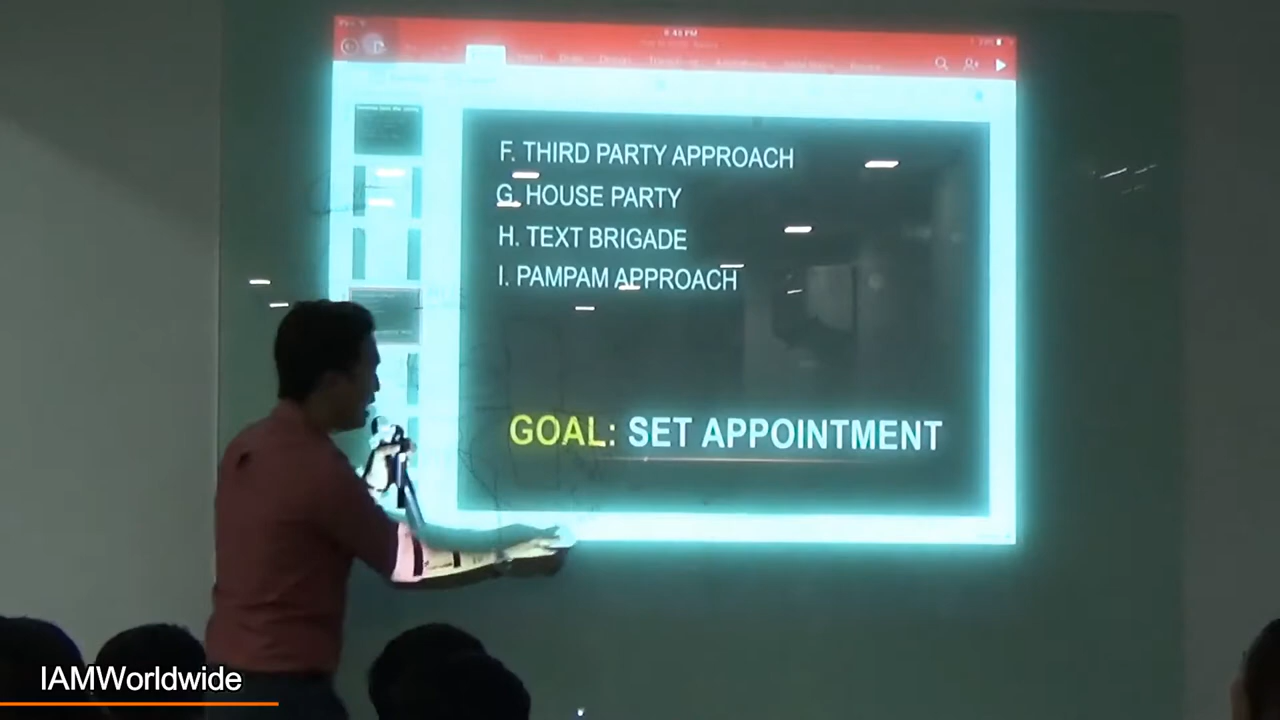 F. THIRD PARTY APPROACH
G. HOUSE PARTY
H. TEXT BRIGADE
I. PAMPAM APPROACH
GOAL: SET APPOINTMENT
IAMWorldwide